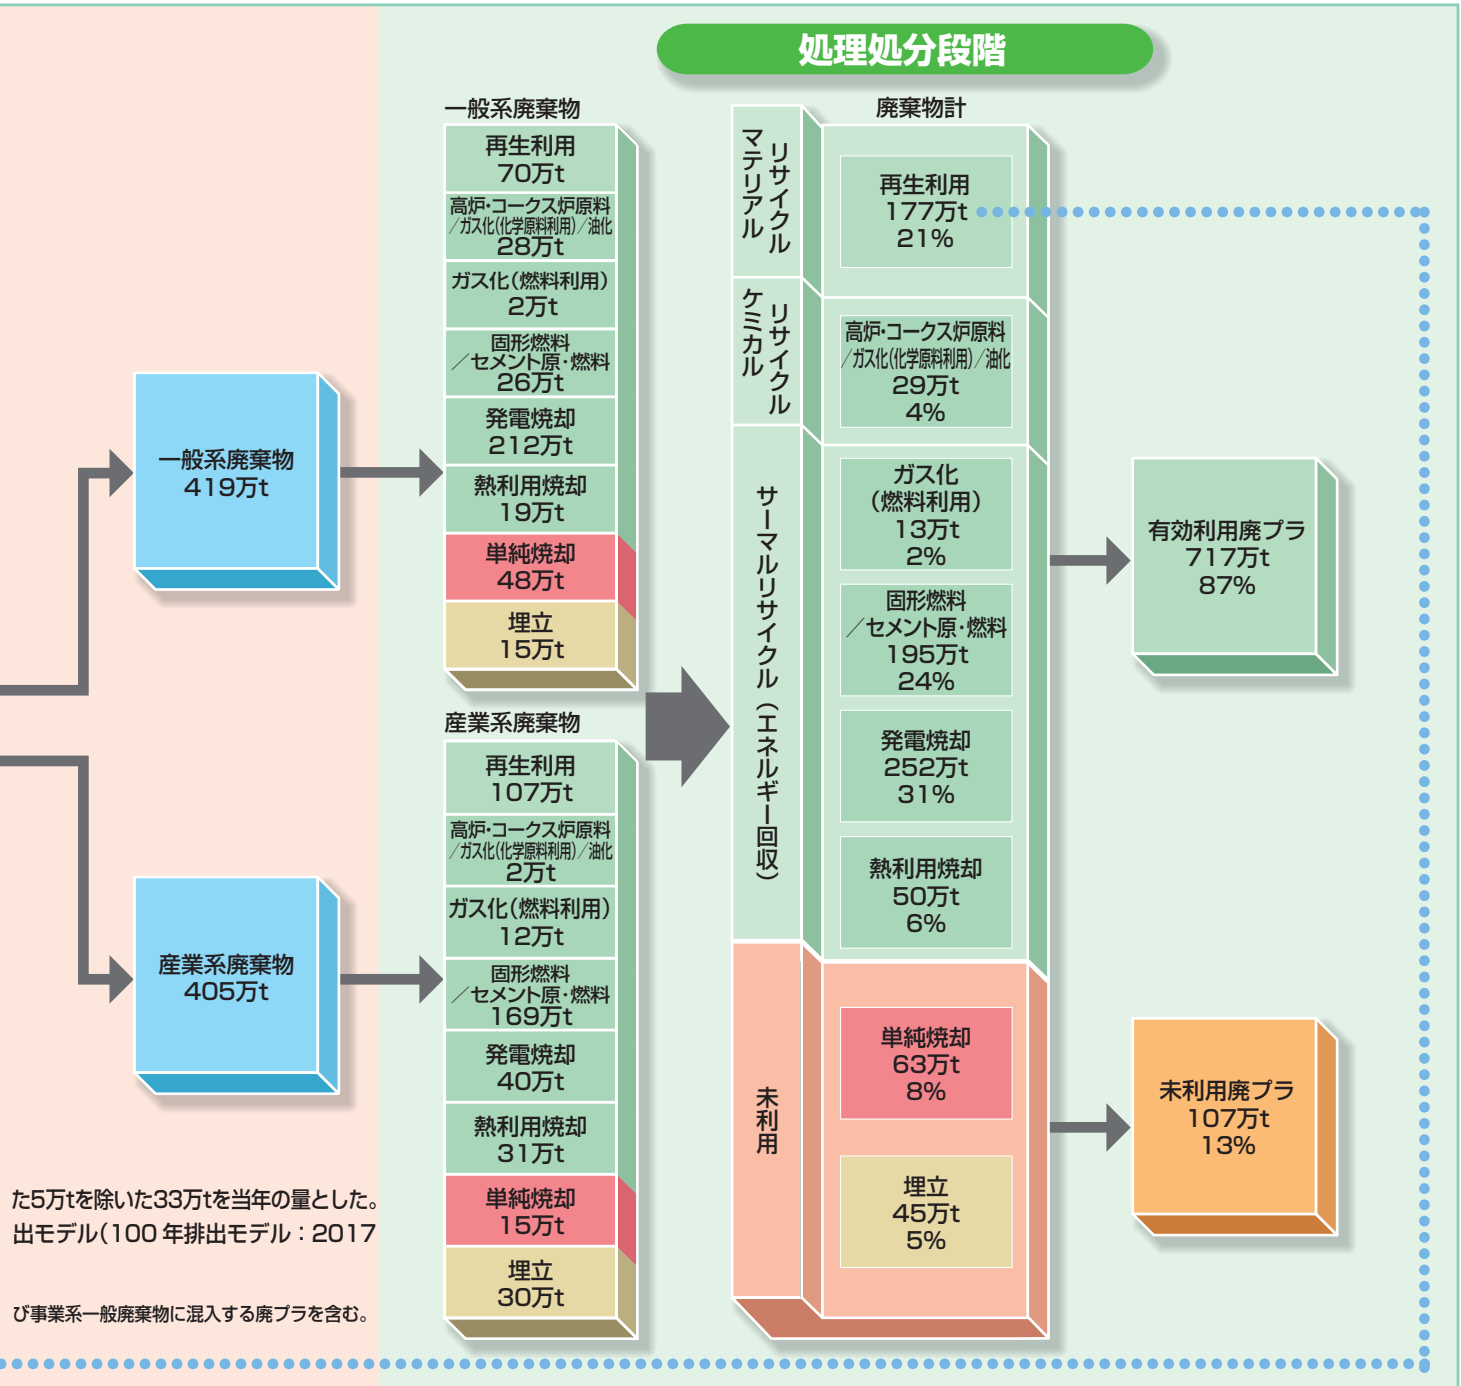 処理処分段階
一般系廃棄物
419万t
産業系廃棄物
405万t
た5万tを除いた33万tを当年の量とした。
出モデル(100 年排出モデル：2017
び事業系一般廃棄物に混入する廃プラを含む。
一般系廃棄物
再生利用
70万t
高炉・コークス炉原料
／ガス化(化学原料利用)／油化
28万t
ガス化(燃料利用)
2万t
固形燃料
／セメント原・燃料
26万t
発電焼却
212万t
熱利用焼却
19万t
単純焼却
48万t
埋立
15万t
産業系廃棄物
再生利用
107万t
高炉・コークス炉原料
／ガス化(化学原料利用)／油化
2万t
ガス化(燃料利用)
12万t
固形燃料
／セメント原・燃料
169万t
発電焼却
40万t
熱利用焼却
31万t
単純焼却
15万t
埋立
30万t
廃棄物計
マテリアル
リサイクル
再生利用
177万t
21%
ケミカル
リサイクル
高炉・コークス炉原料
／ガス化(化学原料利用)／油化
29万t
4%
サーマルリサイクル（エネルギー回収）
ガス化
(燃料利用)
13万t
2%
固形燃料
／セメント原・燃料
195万t
24%
発電焼却
252万t
31%
熱利用焼却
50万t
6%
未利用
単純焼却
63万t
8%
埋立
45万t
5%
有効利用廃プラ
717万t
87%
未利用廃プラ
107万t
13%